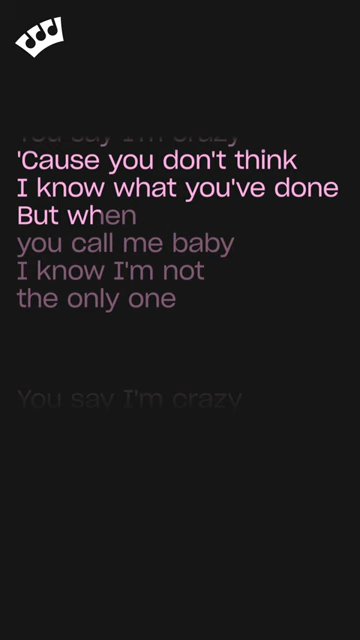 You say I'm crazy
'Cause you don't think
I know what you've done
But when
you call me baby
I know I'm not
the only one
You say I'm crazy